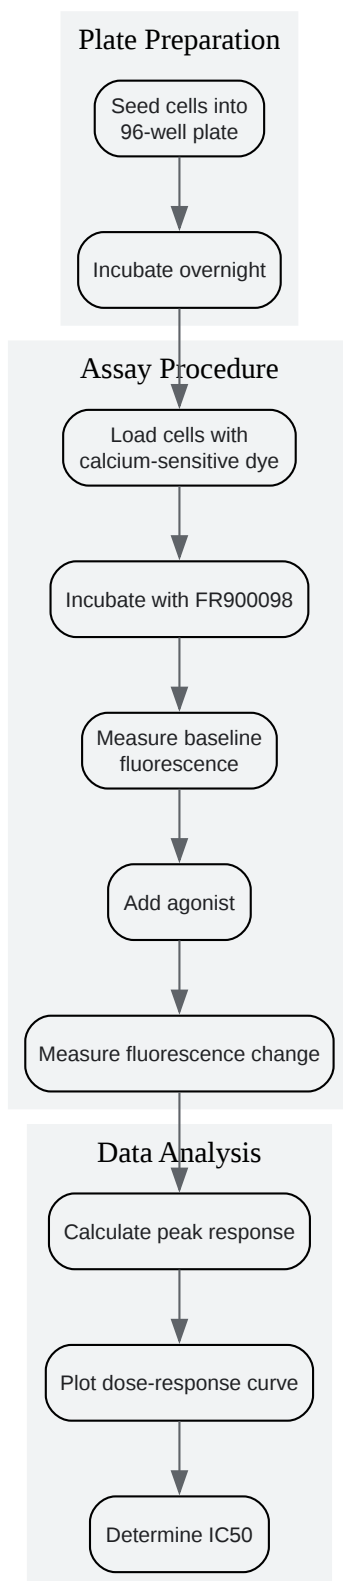 Plate Preparation
Seed cells into
96-well plate
Incubate overnight
Assay Procedure
Load cells with
calcium-sensitive dye
Incubate with FR900098
Measure baseline
fluorescence
Add agonist
Measure fluorescence change
Data Analysis
Calculate peak response
Plot dose-response curve
Determine IC50